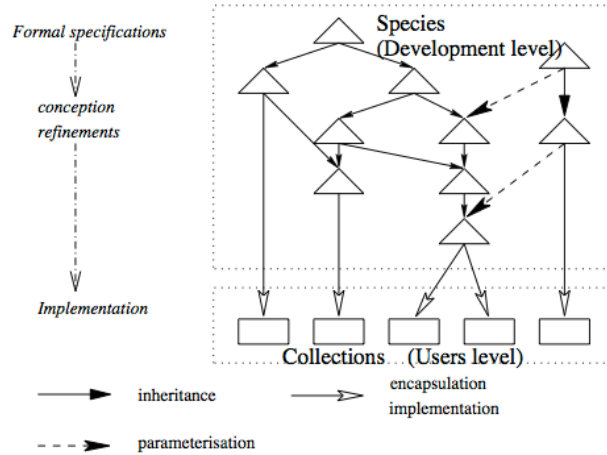 Formal specifications
Species
(Development level)
conception
refinements
Implementation
Collections (Users level)
inheritance
encapsulation
implementation
parameterisation